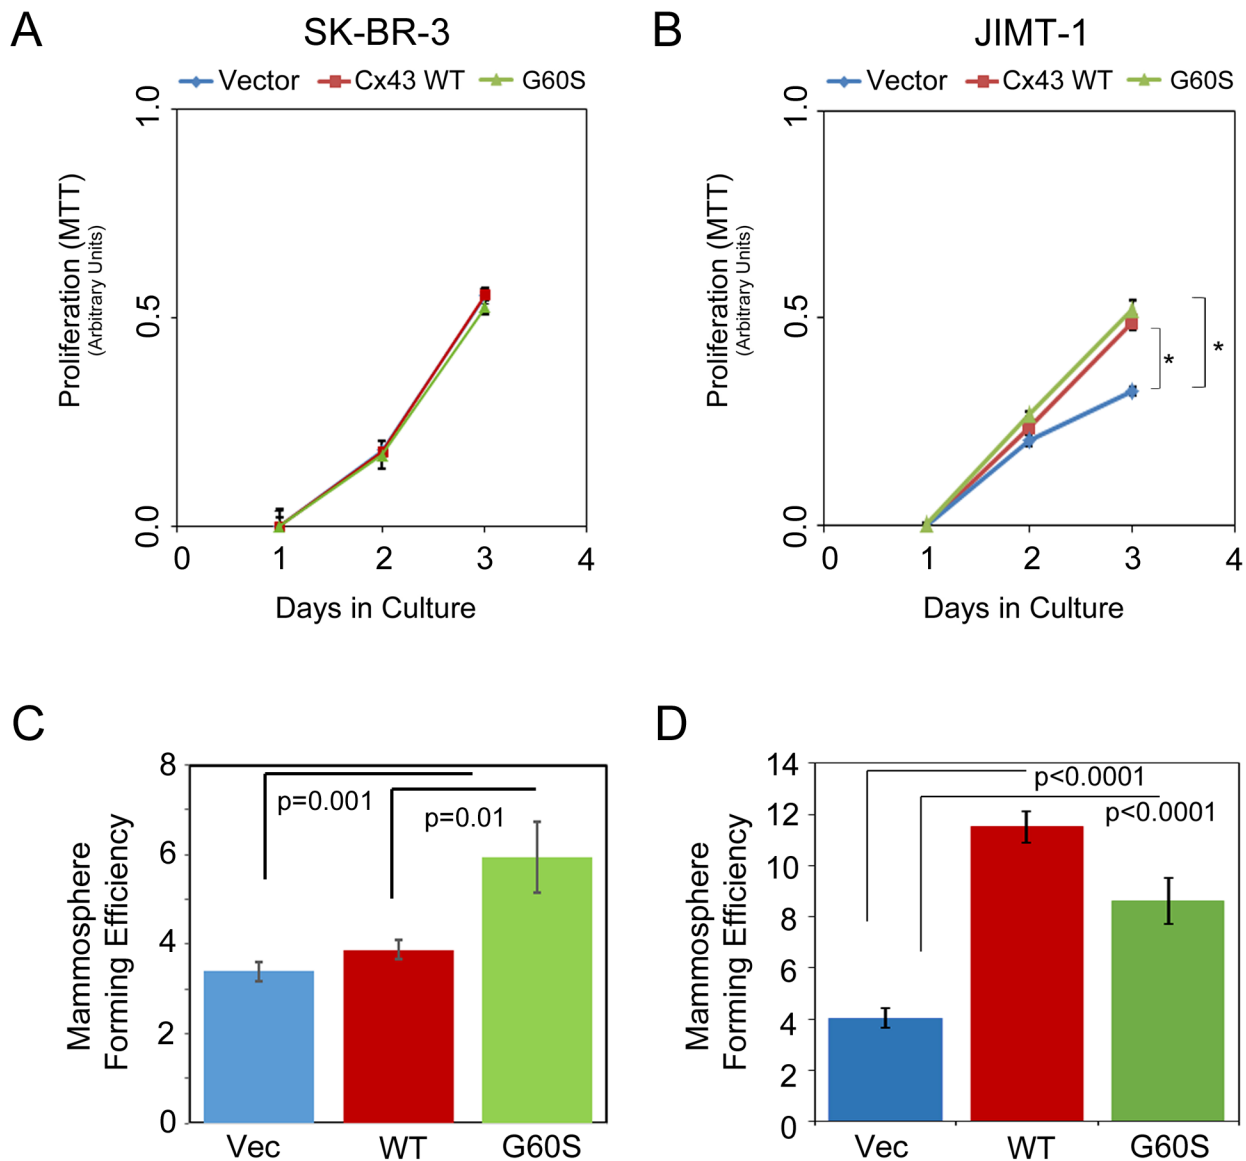 A
SK-BR-3
Vector
Cx43 WT
G60S
1.0
0.5
0.0
Proliferation (MTT)
(Arbitrary Units)
0
1
2
3
4
Days in Culture
B
JIMT-1
Vector
Cx43 WT
G60S
1.0
0.5
0.0
Proliferation (MTT)
(Arbitrary Units)
*
*
0
1
2
3
4
Days in Culture
C
8
6
4
2
0
Mammosphere
Forming Efficiency
p=0.001
p=0.01
Vec
WT
G60S
D
14
12
10
8
6
4
2
0
Mammosphere
Forming Efficiency
p<0.0001
p<0.0001
Vec
WT
G60S